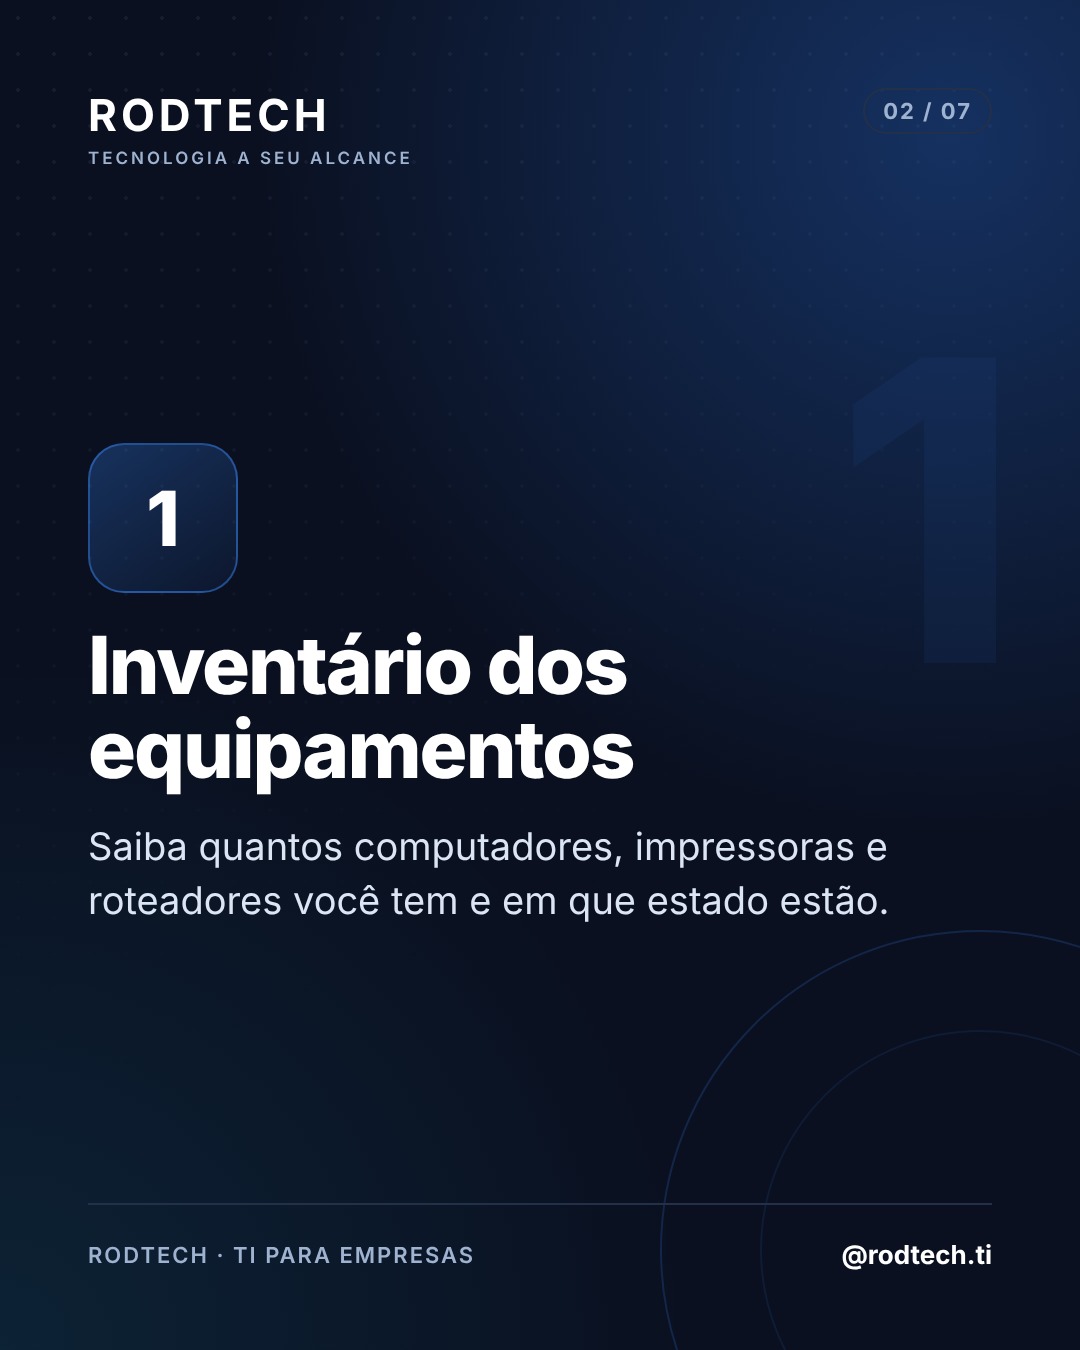 RODTECH
TECNOLOGIA A SEU ALCANCE
02 / 07
1
1
Inventário dos
equipamentos
Saiba quantos computadores, impressoras e
roteadores você tem e em que estado estão.
RODTECH · TI PARA EMPRESAS
@rodtech.ti